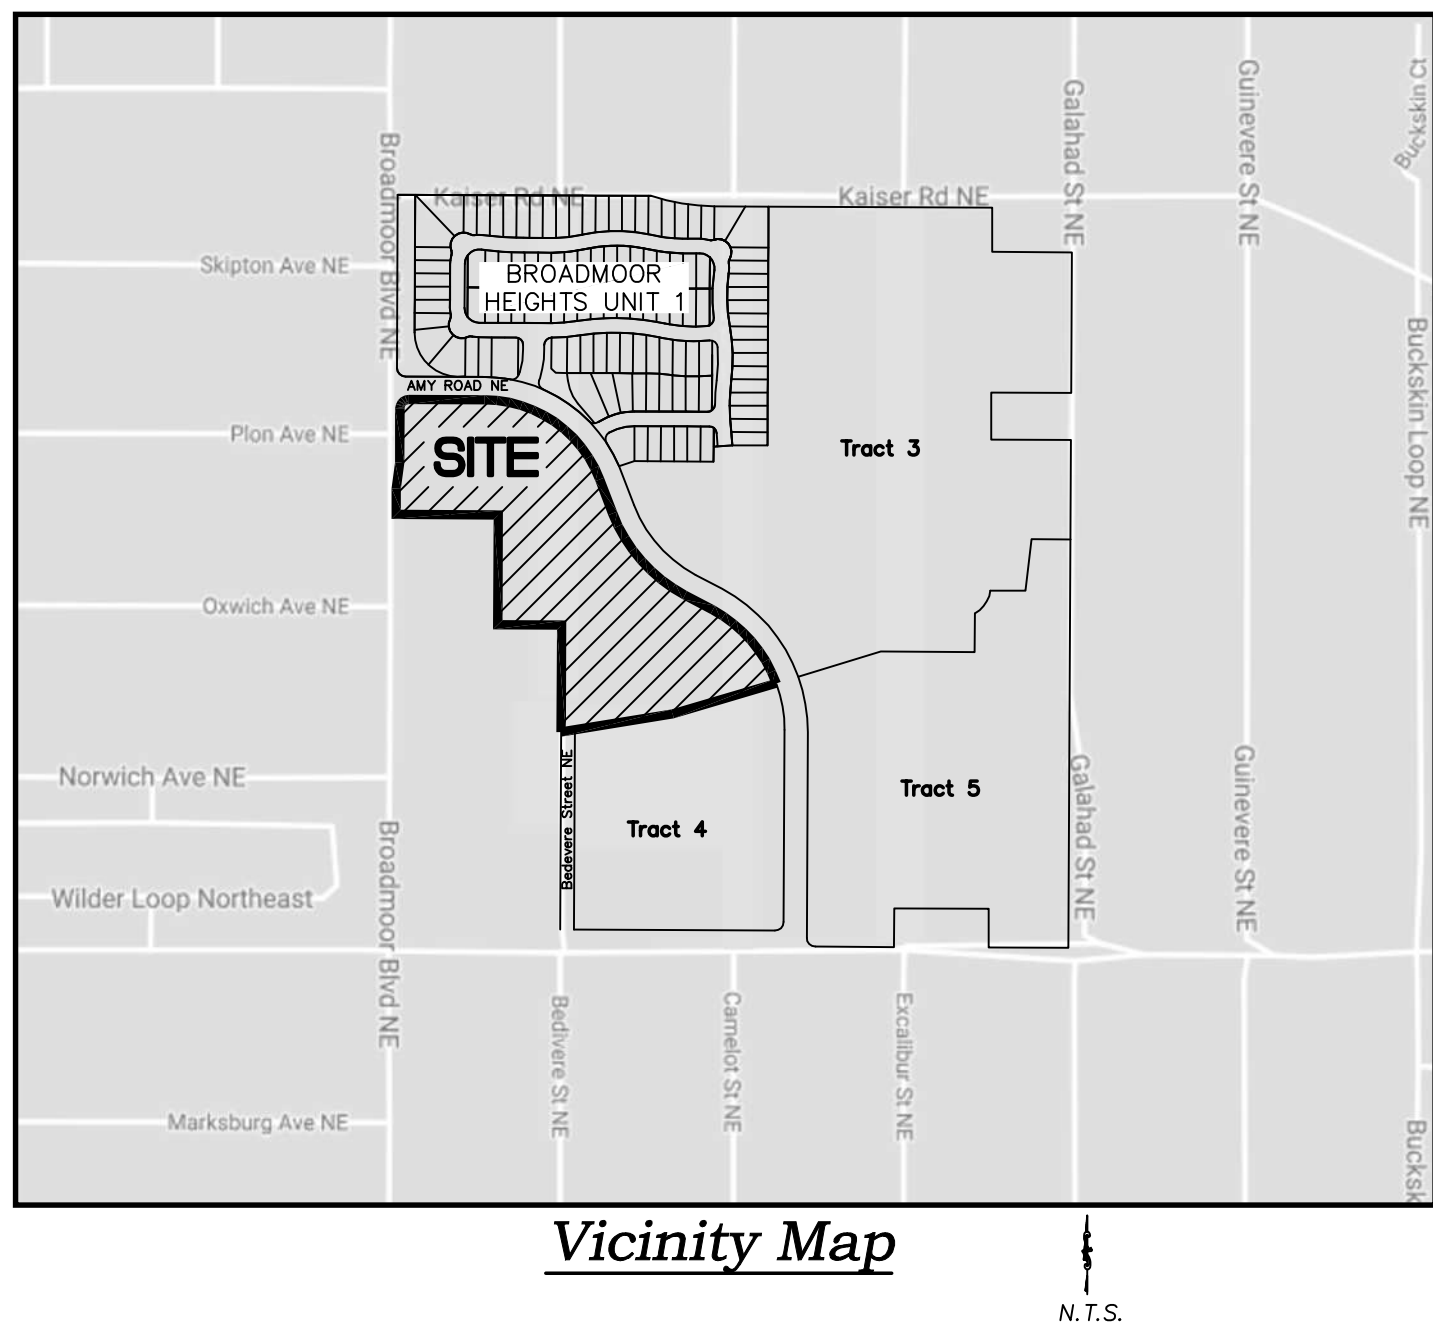 Broadmoor Blvd NE
Kaiser Rd NE
Kaiser Rd NE
Galahad St NE
Guinevere St NE
Buckskin Ct
Skipton Ave NE
BROADMOOR
HEIGHTS UNIT 1
AMY ROAD NE
Plon Ave NE
SITE
Tract 3
Buckskin Loop NE
Oxwich Ave NE
Norwich Ave NE
Bedevere Street NE
Tract 4
Tract 5
Galahad St NE
Guinevere St NE
Wilder Loop Northeast
Broadmoor Blvd NE
Bedivere St NE
Camelot St NE
Excalibur St NE
Marksburg Ave NE
Bucksk
Vicinity Map
N.T.S.